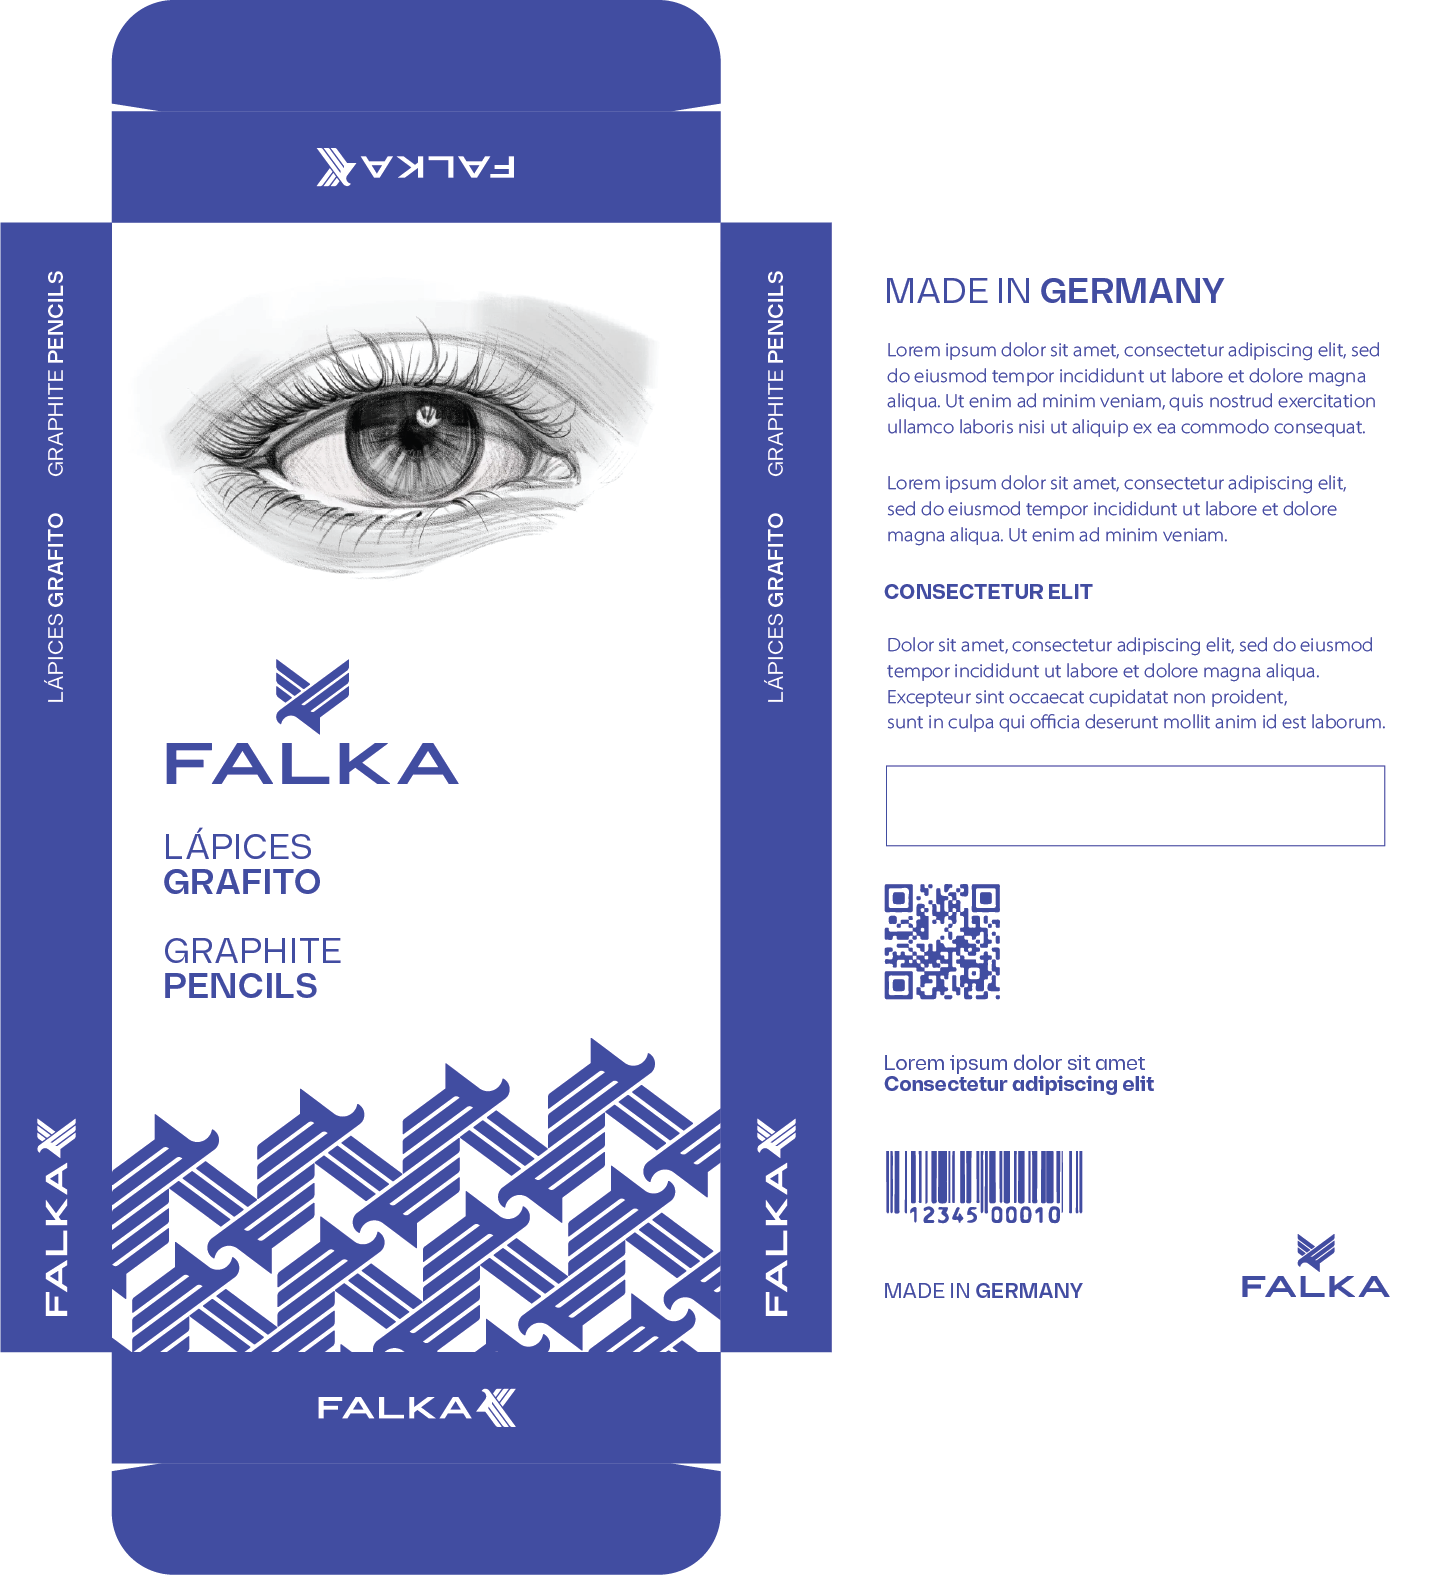 FALKA
GRAPHITE PENCILS
LÁPICES GRAFITO
FALKA
FALKA
LÁPICES
GRAFITO
GRAPHITE
PENCILS
GRAPHITE PENCILS
LÁPICES GRAFITO
FALKA
FALKA
MADE IN GERMANY
Lorem ipsum dolor sit amet, consectetur adipiscing elit, sed
do eiusmod tempor incididunt ut labore et dolore magna
aliqua. Ut enim ad minim veniam, quis nostrud exercitation
ullamco laboris nisi ut aliquip ex ea commodo consequat.
Lorem ipsum dolor sit amet, consectetur adipiscing elit,
sed do eiusmod tempor incididunt ut labore et dolore
magna aliqua. Ut enim ad minim veniam.
CONSECTETUR ELIT
Dolor sit amet, consectetur adipiscing elit, sed do eiusmod
tempor incididunt ut labore et dolore magna aliqua.
Excepteur sint occaecat cupidatat non proident,
sunt in culpa qui officia deserunt mollit anim id est laborum.
Lorem ipsum dolor sit amet
Consectetur adipiscing elit
12345 00010
MADE IN GERMANY
FALKA